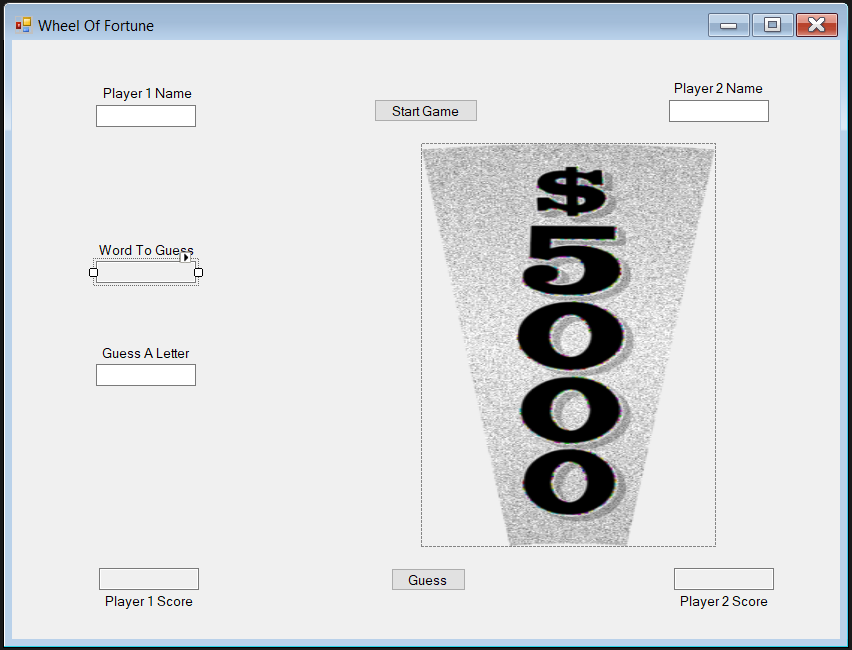 Wheel Of Fortune
Player 1 Name
Player 2 Name
Start Game
$5000
Word To Guess
Guess A Letter
Guess
Player 1 Score
Player 2 Score